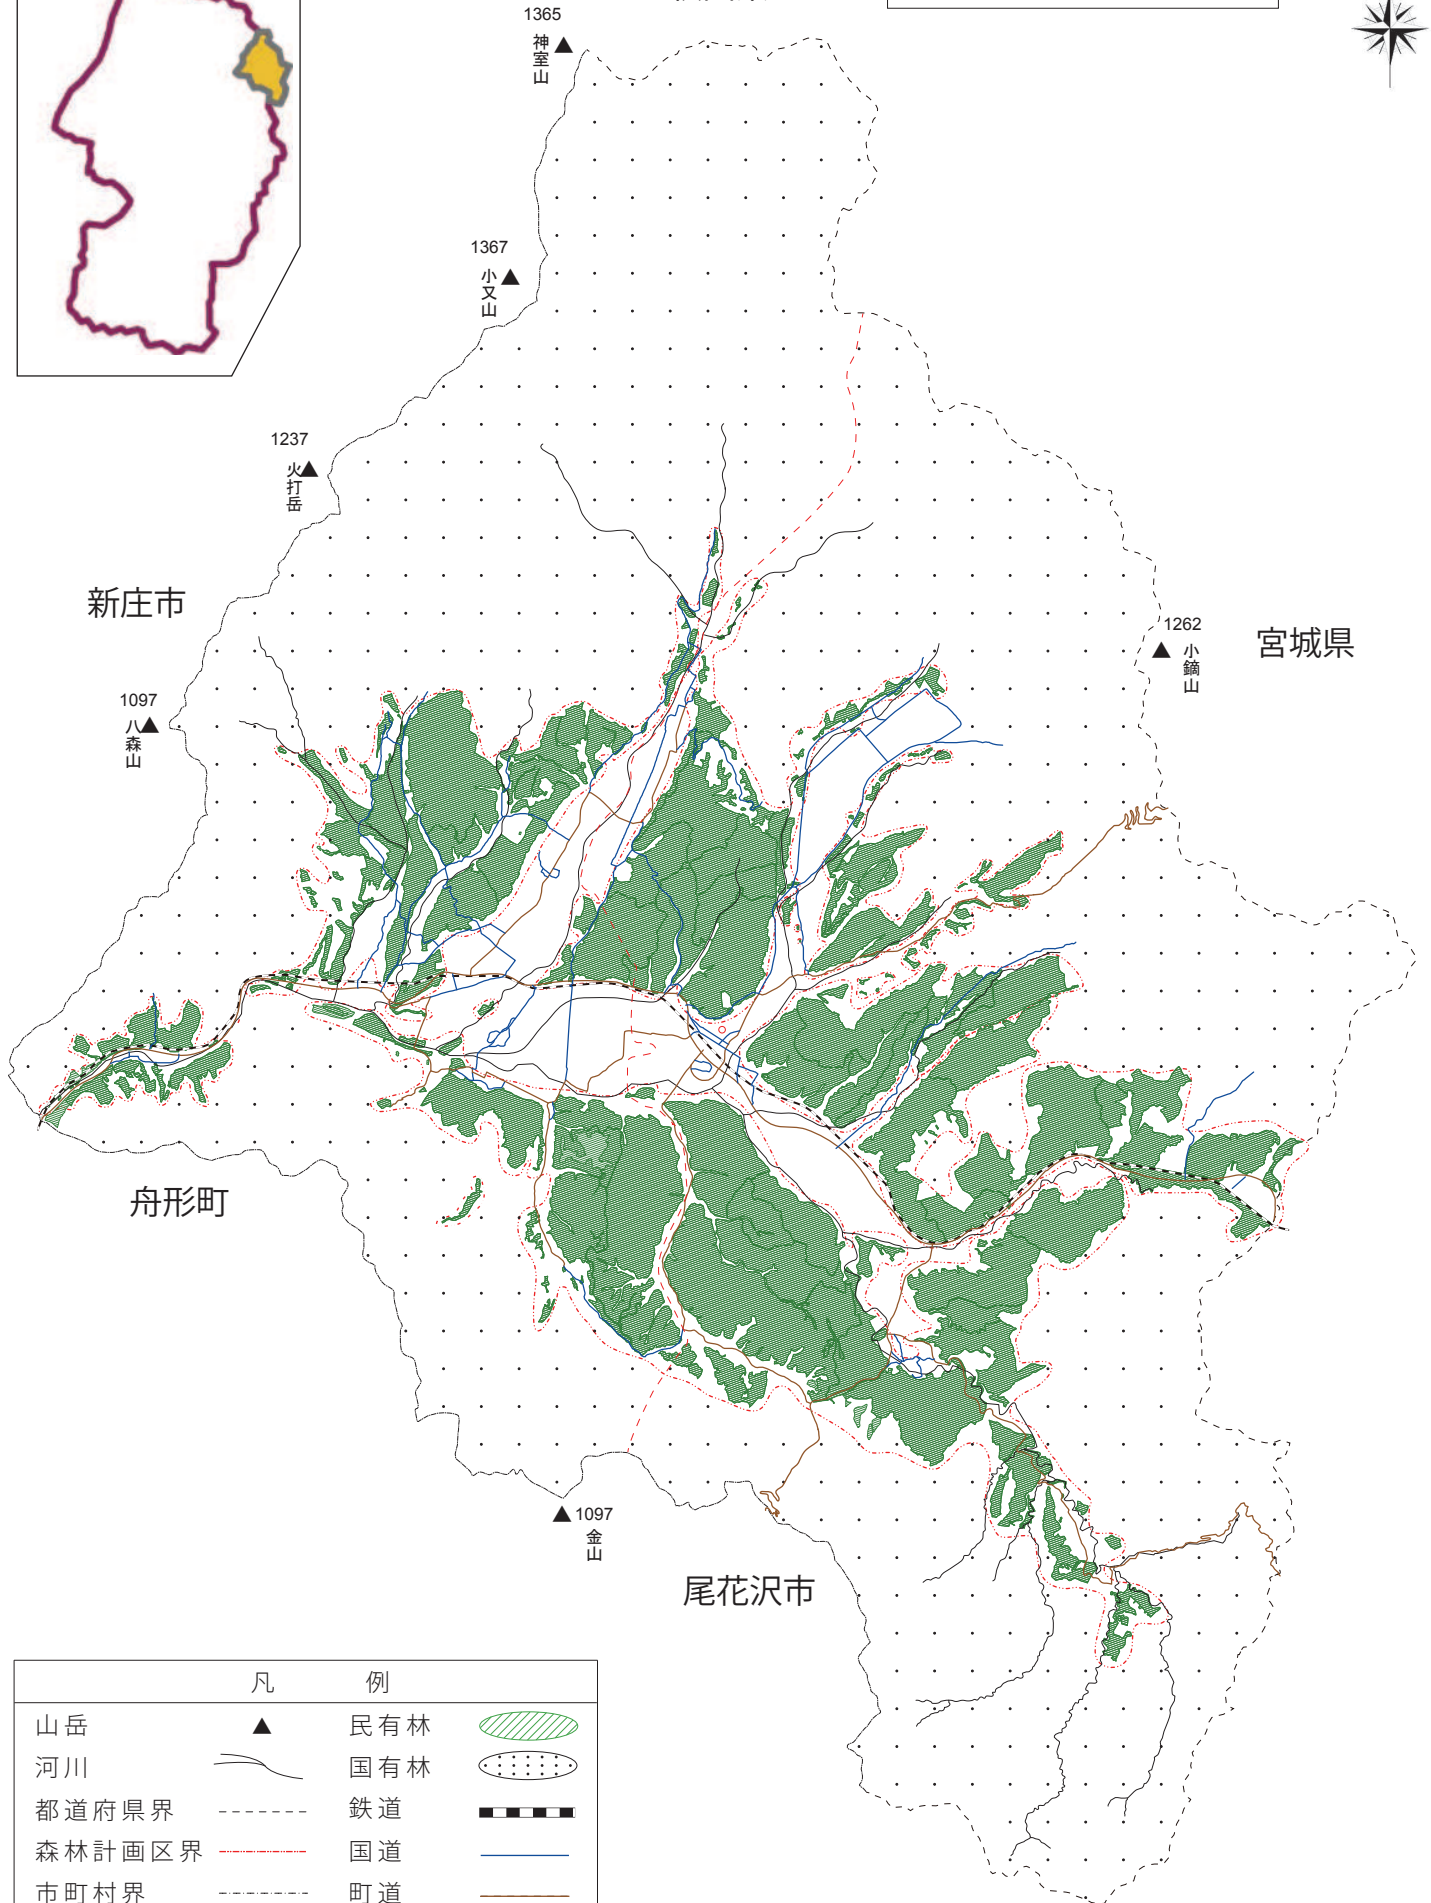 1365
神室山
1367
小又山
1237
火打岳
新庄市
1262
小鏑山
宮城県
1097
八森山
舟形町
1097
金山
尾花沢市
凡 例
山岳 民有林
河川 国有林
都道府県界 鉄道
森林計画区界 国道
市町村界 町道